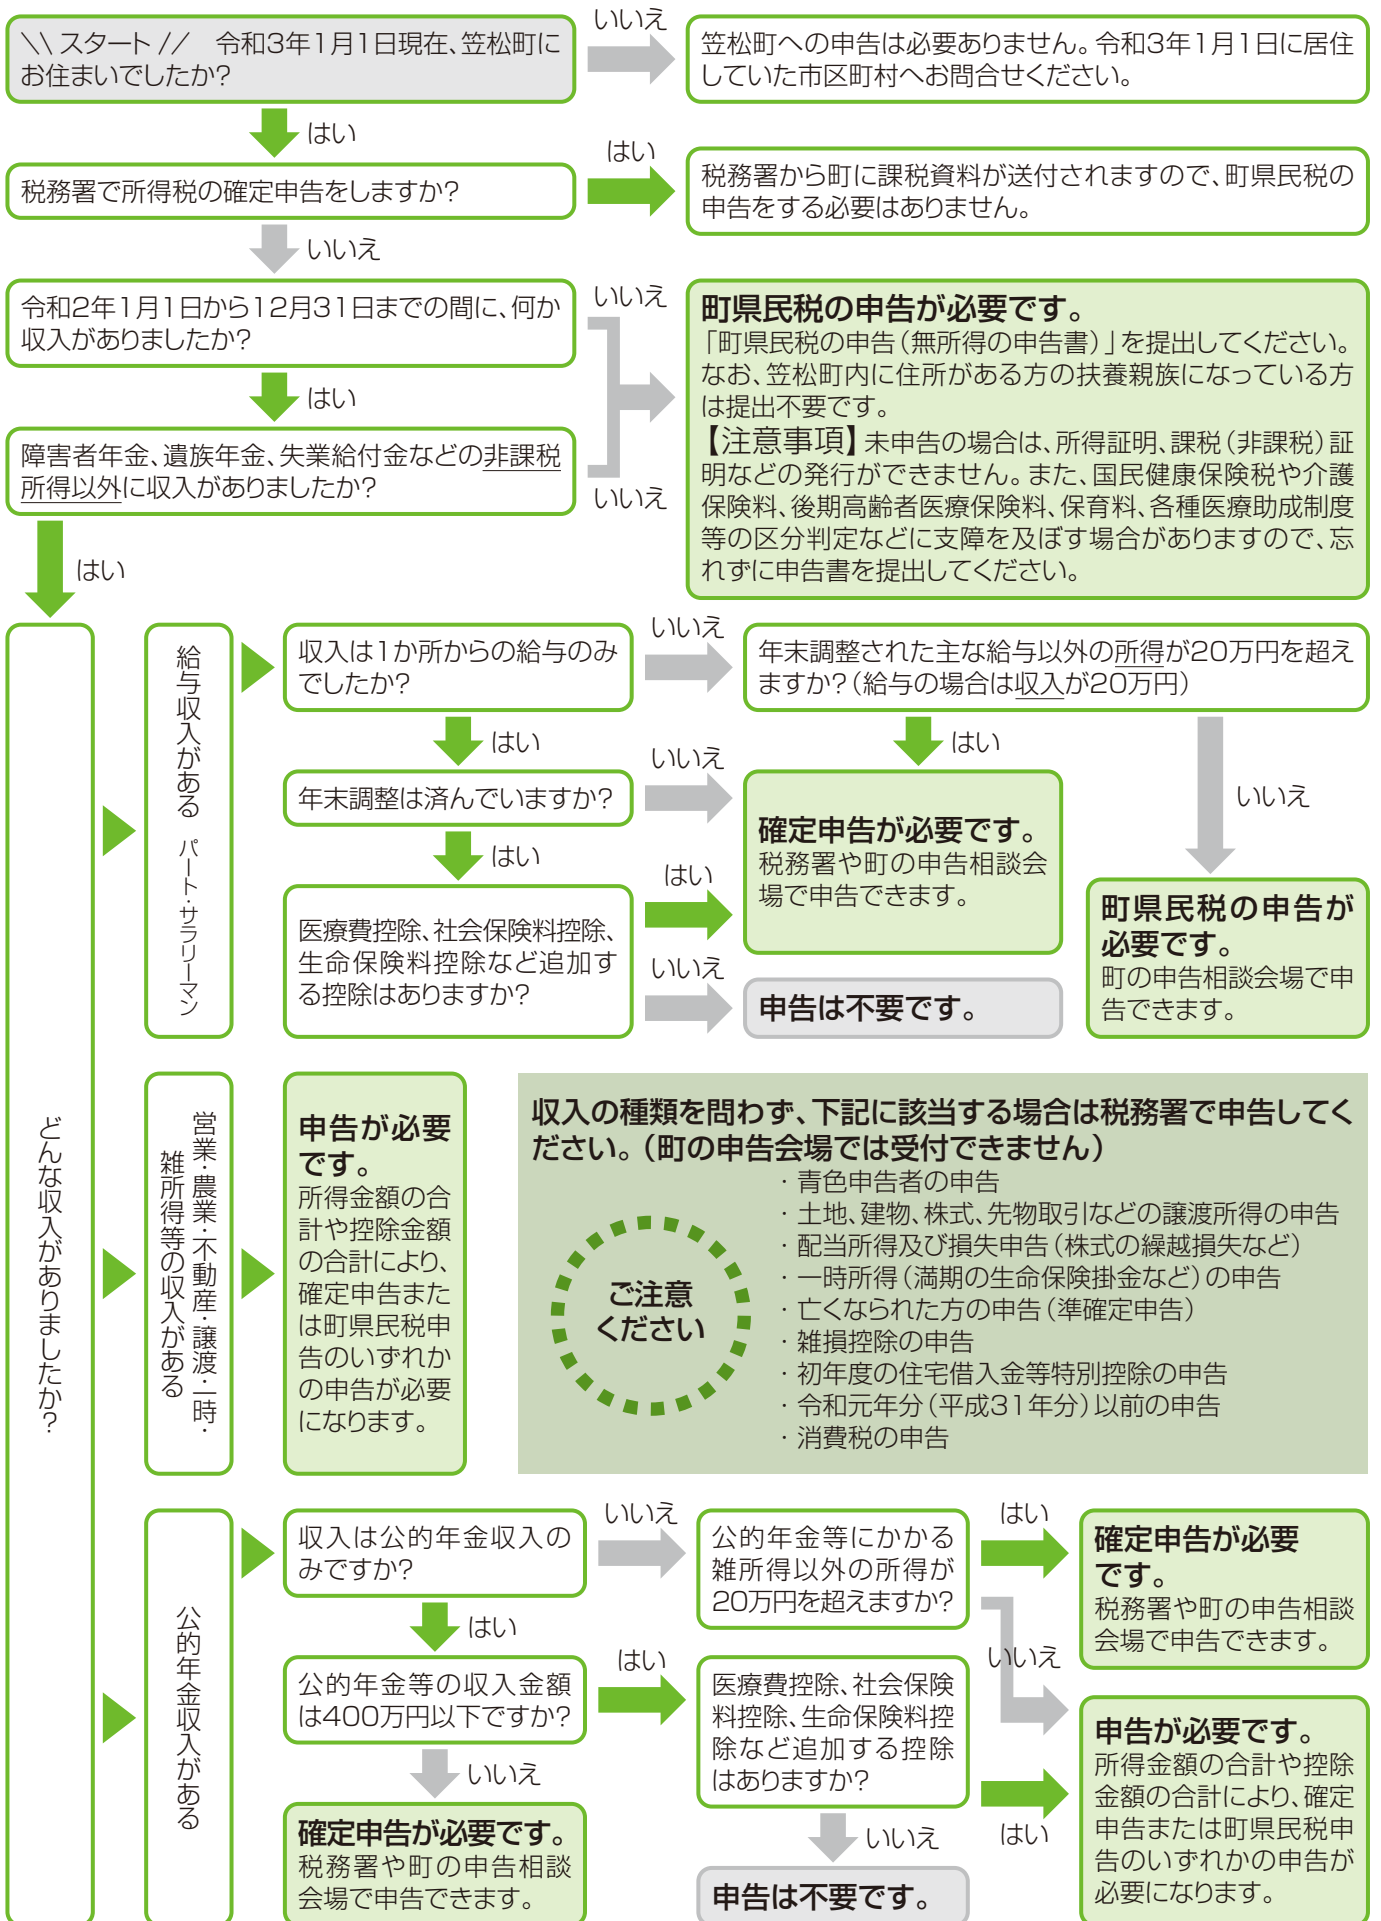 \\ スタート // 令和3年1月1日現在、笠松町に
お住まいでしたか?
いいえ
笠松町への申告は必要ありません。令和3年1月1日に居住
していた市区町村へお問合せください。
はい
税務署で所得税の確定申告をしますか?
はい
税務署から町に課税資料が送付されますので、町県民税の
申告をする必要はありません。
いいえ
令和2年1月1日から12月31日までの間に、何か
収入がありましたか?
いいえ
はい
障害者年金、遺族年金、失業給付金などの非課税
所得以外に収入がありましたか?
いいえ
町県民税の申告が必要です。
「町県民税の申告(無所得の申告書)」を提出してください。
なお、笠松町内に住所がある方の扶養親族になっている方
は提出不要です。
【注意事項】未申告の場合は、所得証明、課税(非課税)証
明などの発行ができません。また、国民健康保険税や介護
保険料、後期高齢者医療保険料、保育料、各種医療助成制度
等の区分判定などに支障を及ぼす場合がありますので、忘
れずに申告書を提出してください。
はい
どんな収入がありましたか?
給与収入がある パート・サラリーマン
収入は1か所からの給与のみ
でしたか?
いいえ
年末調整された主な給与以外の所得が20万円を超え
ますか?(給与の場合は収入が20万円)
はい
はい
いいえ
年末調整は済んでいますか?
いいえ
確定申告が必要です。
税務署や町の申告相談会
場で申告できます。
はい
医療費控除、社会保険料控除、
生命保険料控除など追加す
る控除はありますか?
はい
いいえ
申告は不要です。
町県民税の申告が
必要です。
町の申告相談会場で申
告できます。
営業・農業・不動産・譲渡・一時・
雑所得等の収入がある
申告が必要
です。
所得金額の合
計や控除金額
の合計により、
確定申告また
は町県民税申
告のいずれか
の申告が必要
になります。
収入の種類を問わず、下記に該当する場合は税務署で申告してく
ださい。(町の申告会場では受付できません)
ご注意
ください
・青色申告者の申告
・土地、建物、株式、先物取引などの譲渡所得の申告
・配当所得及び損失申告(株式の繰越損失など)
・一時所得(満期の生命保険掛金など)の申告
・亡くなられた方の申告(準確定申告)
・雑損控除の申告
・初年度の住宅借入金等特別控除の申告
・令和元年分(平成31年分)以前の申告
・消費税の申告
公的年金収入がある
収入は公的年金収入の
みですか?
いいえ
公的年金等にかかる
雑所得以外の所得が
20万円を超えますか?
はい
確定申告が必要
です。
税務署や町の申告相談
会場で申告できます。
いいえ
はい
公的年金等の収入金額
は400万円以下ですか?
はい
医療費控除、社会保険
料控除、生命保険料控
除など追加する控除
はありますか?
はい
申告が必要です。
所得金額の合計や控除
金額の合計により、確定
申告または町県民税申
告のいずれかの申告が
必要になります。
いいえ
確定申告が必要です。
税務署や町の申告相談
会場で申告できます。
いいえ
申告は不要です。